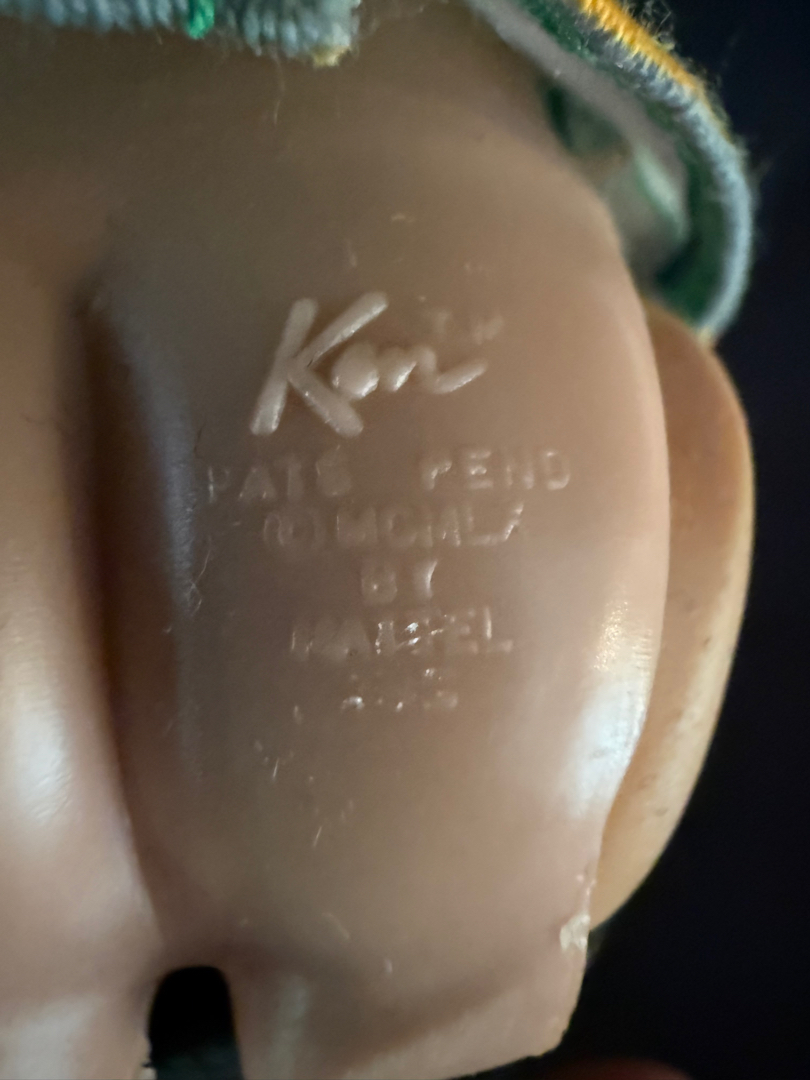 Ken TM
PATS PEND
© MCMLX
BY
MATTEL